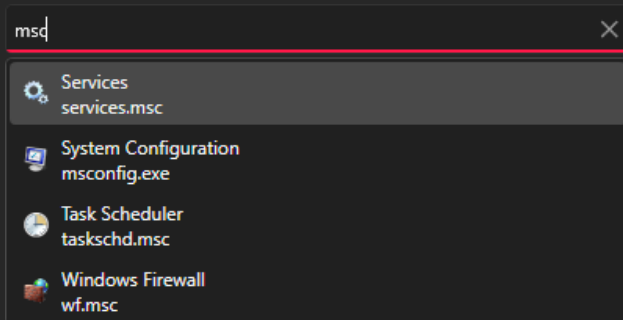 msc
Services
services.msc
System Configuration
msconfig.exe
Task Scheduler
taskschd.msc
Windows Firewall
wf.msc